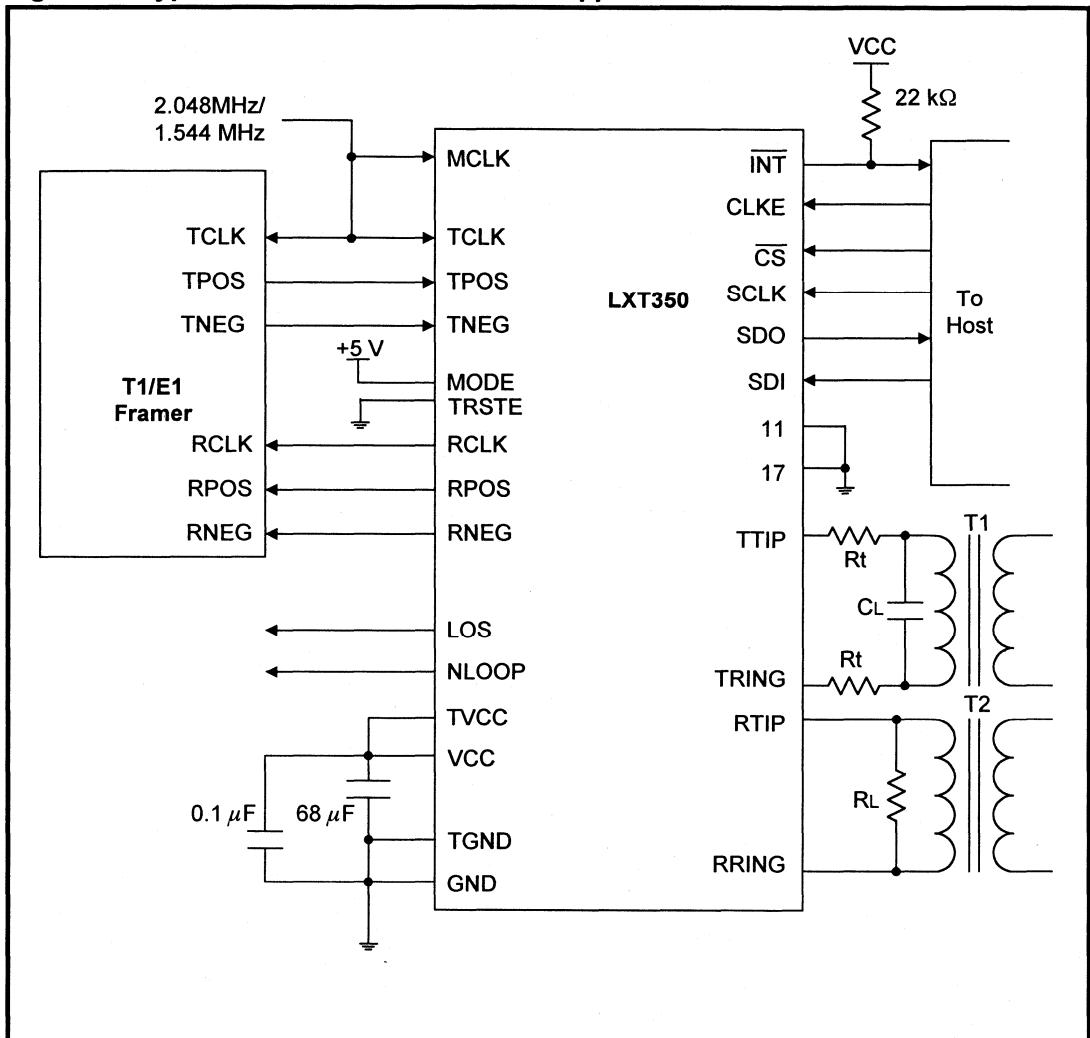 VCC
22 kΩ
2.048MHz/
1.544 MHz
MCLK
INT
CLKE
TCLK
TCLK
CS
TPOS
TPOS
LXT350
SCLK
To
Host
TNEG
TNEG
SDO
+5 V
SDI
MODE
T1/E1
Framer
TRSTE
11
RCLK
RCLK
17
RPOS
RPOS
RNEG
RNEG
TTIP
Rt
T1
CL
LOS
Rt
NLOOP
TRING
T2
TVCC
RTIP
VCC
0.1 µF
68 µF
RL
TGND
RRING
GND